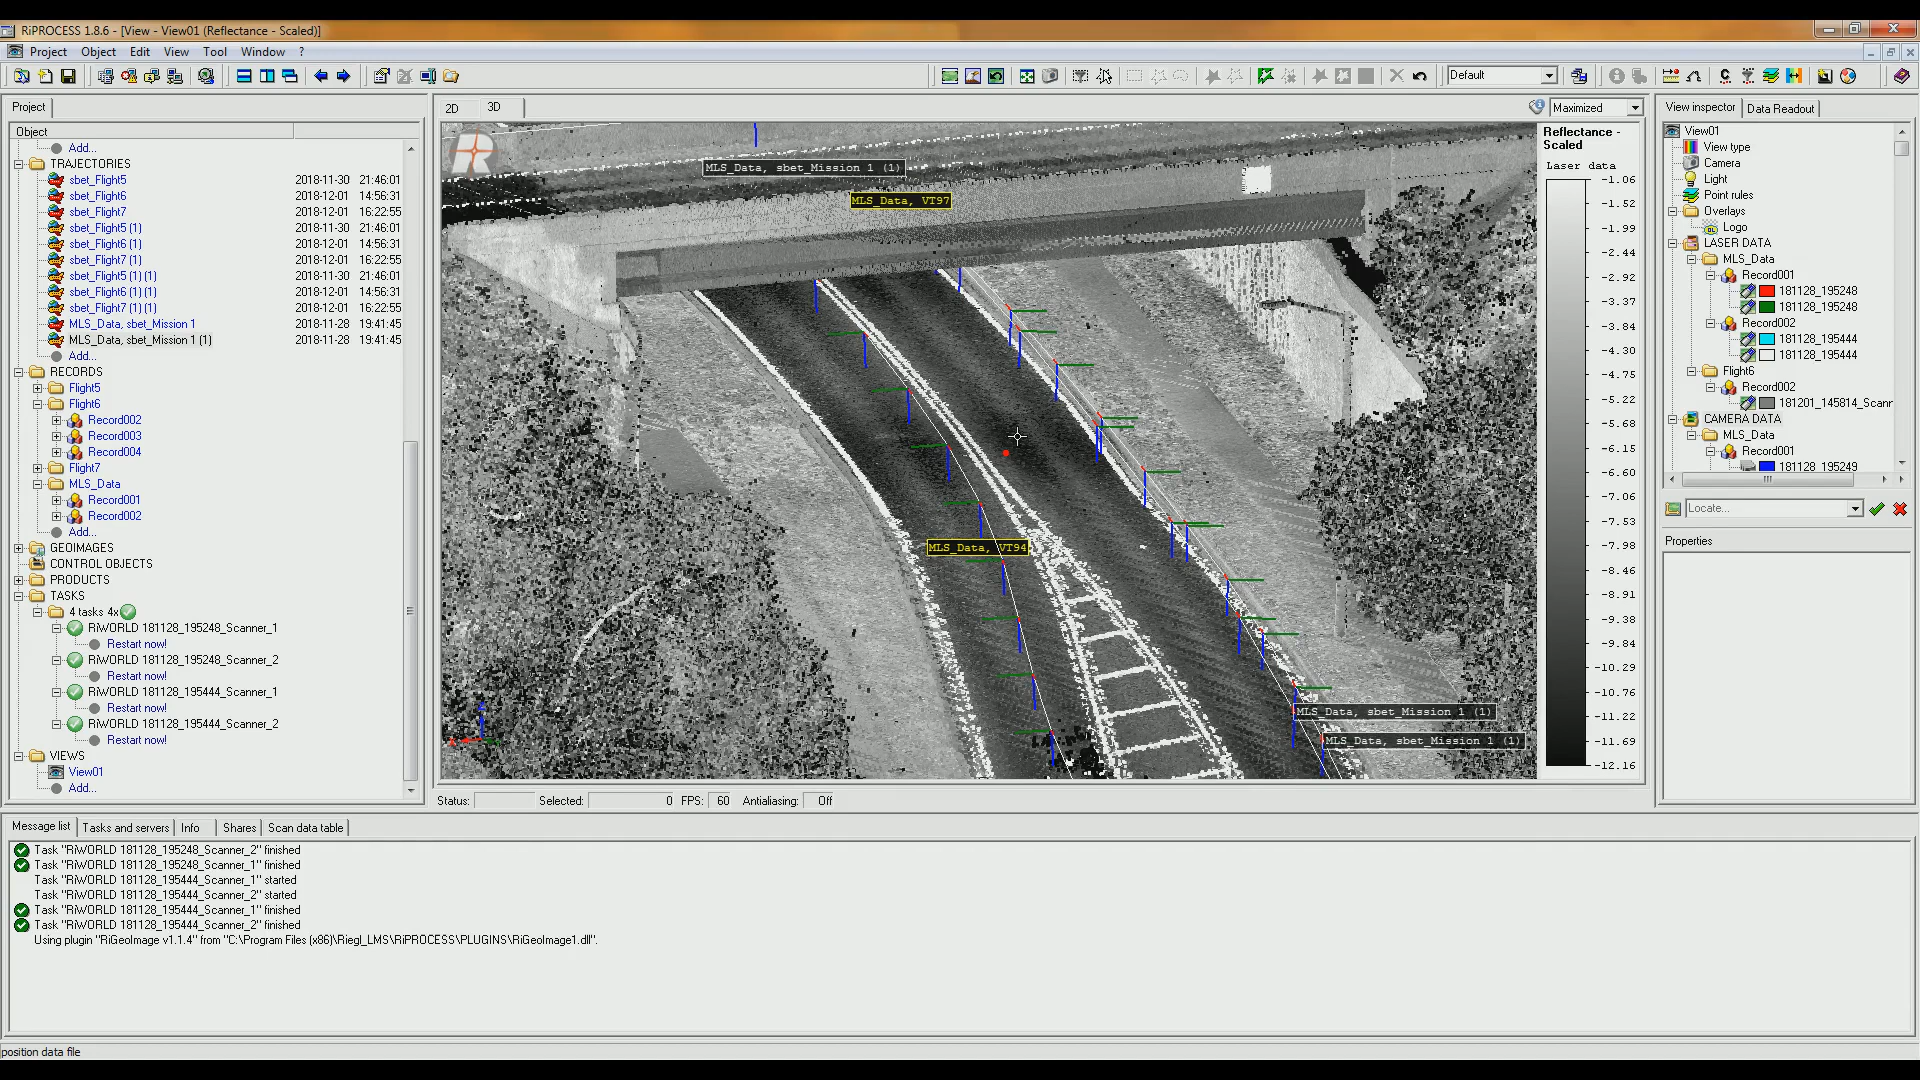 RiPROCESS 1.8.6 - [View - View01 (Reflectance - Scaled)]
Project Object Edit View Tool Window ?
Default
Project
Object
Add...
TRAJECTORIES
sbet_Flight5 2018-11-30 21:46:01
sbet_Flight6 2018-12-01 14:56:31
sbet_Flight7 2018-12-01 16:22:55
sbet_Flight5 (1) 2018-11-30 21:46:01
sbet_Flight6 (1) 2018-12-01 14:56:31
sbet_Flight7 (1) 2018-12-01 16:22:55
sbet_Flight5 (1) (1) 2018-11-30 21:46:01
sbet_Flight6 (1) (1) 2018-12-01 14:56:31
sbet_Flight7 (1) (1) 2018-12-01 16:22:55
MLS_Data, sbet_Mission 1 2018-11-28 19:41:45
MLS_Data, sbet_Mission 1 (1) 2018-11-28 19:41:45
Add...
RECORDS
Flight5
Flight6
Record002
Record003
Record004
Flight7
MLS_Data
Record001
Record002
Add...
GEOIMAGES
CONTROL OBJECTS
PRODUCTS
TASKS
4 tasks 4x
RiWORLD 181128_195248_Scanner_1
Restart now!
RiWORLD 181128_195248_Scanner_2
Restart now!
RiWORLD 181128_195444_Scanner_1
Restart now!
RiWORLD 181128_195444_Scanner_2
Restart now!
VIEWS
View01
Add...
2D 3D
Maximized
MLS_Data, sbet_Mission 1 (1)
MLS_Data, VT97
MLS_Data, VT94
MLS_Data, sbet_Mission 1 (1)
MLS_Data, sbet_Mission 1 (1)
Reflectance -
Scaled
Laser data
-1.06
-1.52
-1.99
-2.44
-2.92
-3.37
-3.84
-4.30
-4.75
-5.22
-5.68
-6.15
-6.60
-7.06
-7.53
-7.98
-8.46
-8.91
-9.38
-9.84
-10.29
-10.76
-11.22
-11.69
-12.16
Status: Selected: 0 FPS: 60 Antialiasing: Off
View inspector Data Readout
View01
View type
Camera
Light
Point rules
Overlays
Logo
LASER DATA
MLS_Data
Record001
181128_195248
181128_195248
Record002
181128_195444
181128_195444
Flight6
Record002
181201_145814_Scanr
CAMERA DATA
MLS_Data
Record001
181128_195249
Locate...
Properties
Message list Tasks and servers Info Shares Scan data table
Task "RiWORLD 181128_195248_Scanner_2" finished
Task "RiWORLD 181128_195248_Scanner_1" finished
Task "RiWORLD 181128_195444_Scanner_1" started
Task "RiWORLD 181128_195444_Scanner_2" started
Task "RiWORLD 181128_195444_Scanner_1" finished
Task "RiWORLD 181128_195444_Scanner_2" finished
Using plugin "RiGeoImage v1.1.4" from "C:\Program Files (x86)\Riegl_LMS\RiPROCESS\PLUGINS\RiGeoImage1.dll".
position data file